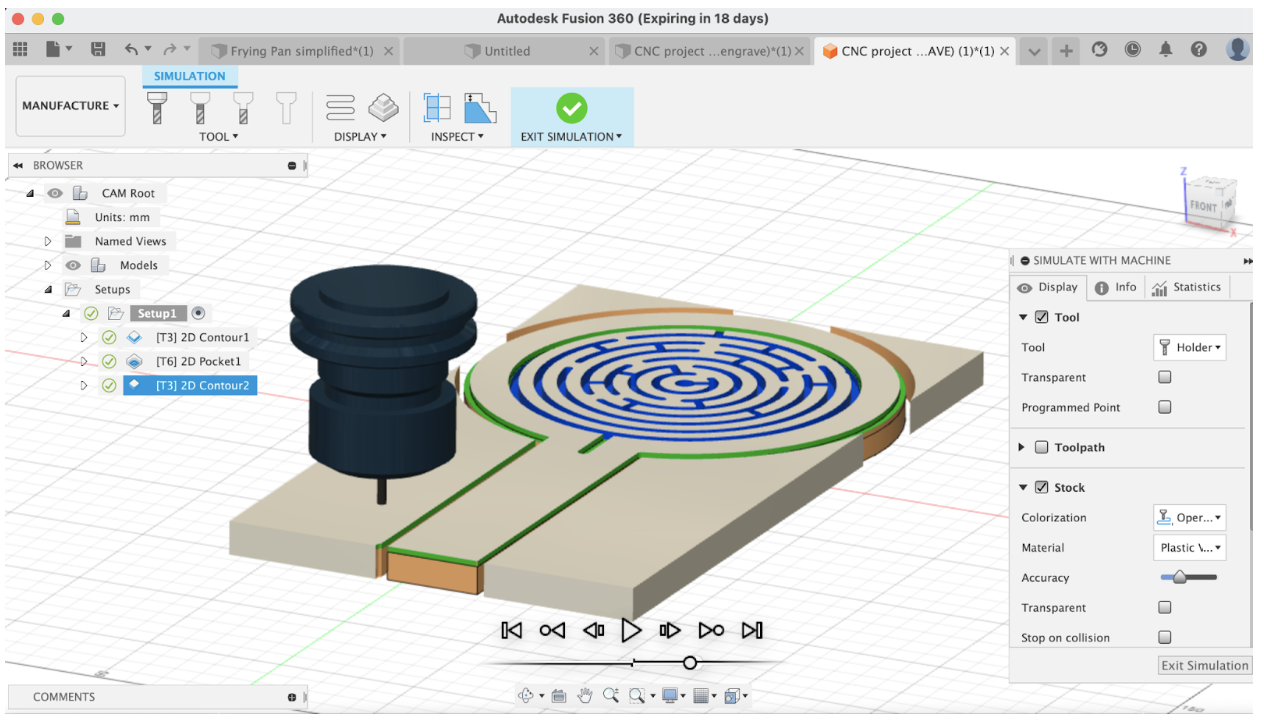 Autodesk Fusion 360 (Expiring in 18 days)
Frying Pan simplified*(1)
Untitled
CNC project ...engrave)*(1)
CNC project ...AVE) (1)*(1)
SIMULATION
MANUFACTURE
TOOL
DISPLAY
INSPECT
EXIT SIMULATION
BROWSER
CAM Root
Units: mm
Named Views
Models
Setups
Setup1
[T3] 2D Contour1
[T6] 2D Pocket1
[T3] 2D Contour2
Z
FRONT
X
SIMULATE WITH MACHINE
Display
Info
Statistics
Tool
Tool
Holder
Transparent
Programmed Point
Toolpath
Stock
Colorization
Oper...
Material
Plastic \...
Accuracy
Transparent
Stop on collision
Exit Simulation
COMMENTS